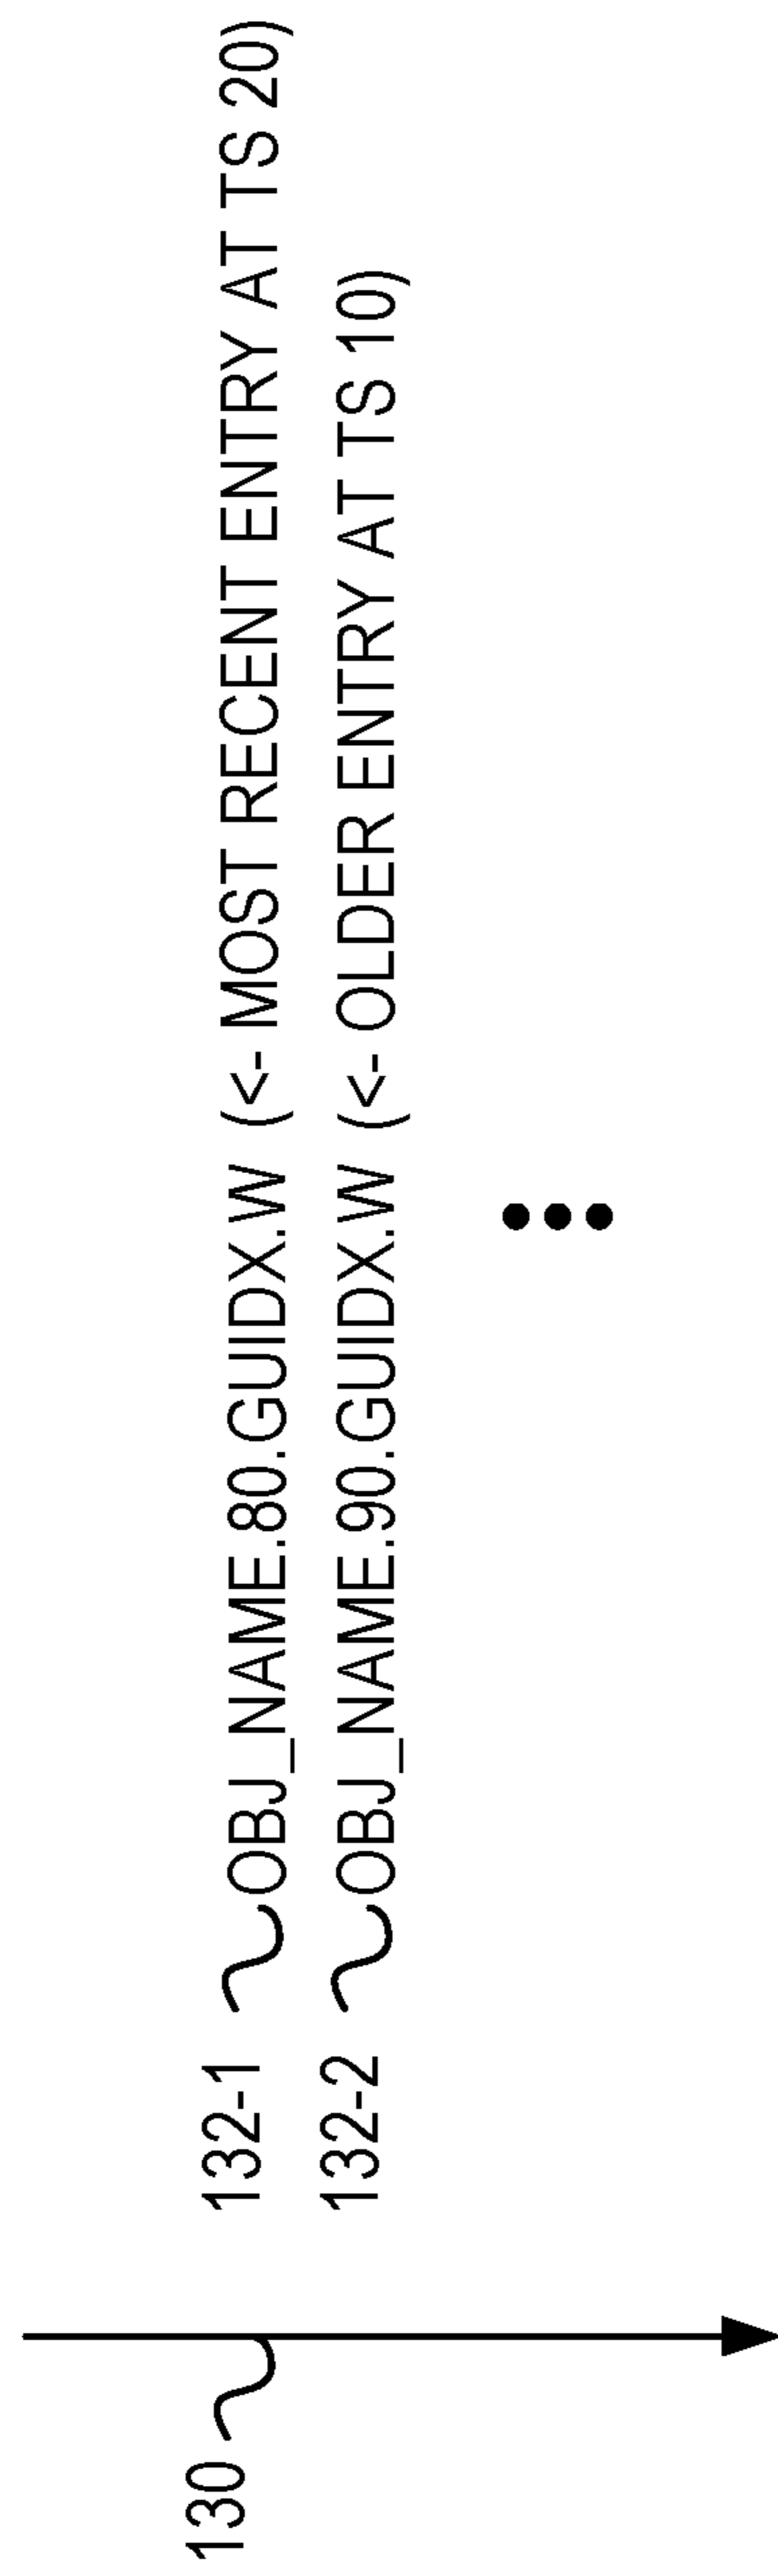 130
132-1 OBJ_NAME.80.GUIDX.W (<- MOST RECENT ENTRY AT TS 20)
132-2 OBJ_NAME.90.GUIDX.W (<- OLDER ENTRY AT TS 10)